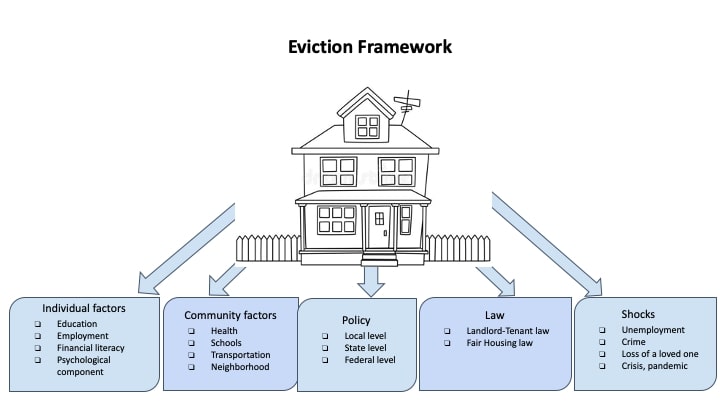 Eviction Framework
Individual factors
Education
Employment
Financial literacy
Psychological
component
Community factors
Health
Schools
Transportation
Neighborhood
Policy
Local level
State level
Federal level
Law
Landlord-Tenant law
Fair Housing law
Shocks
Unemployment
Crime
Loss of a loved one
Crisis, pandemic